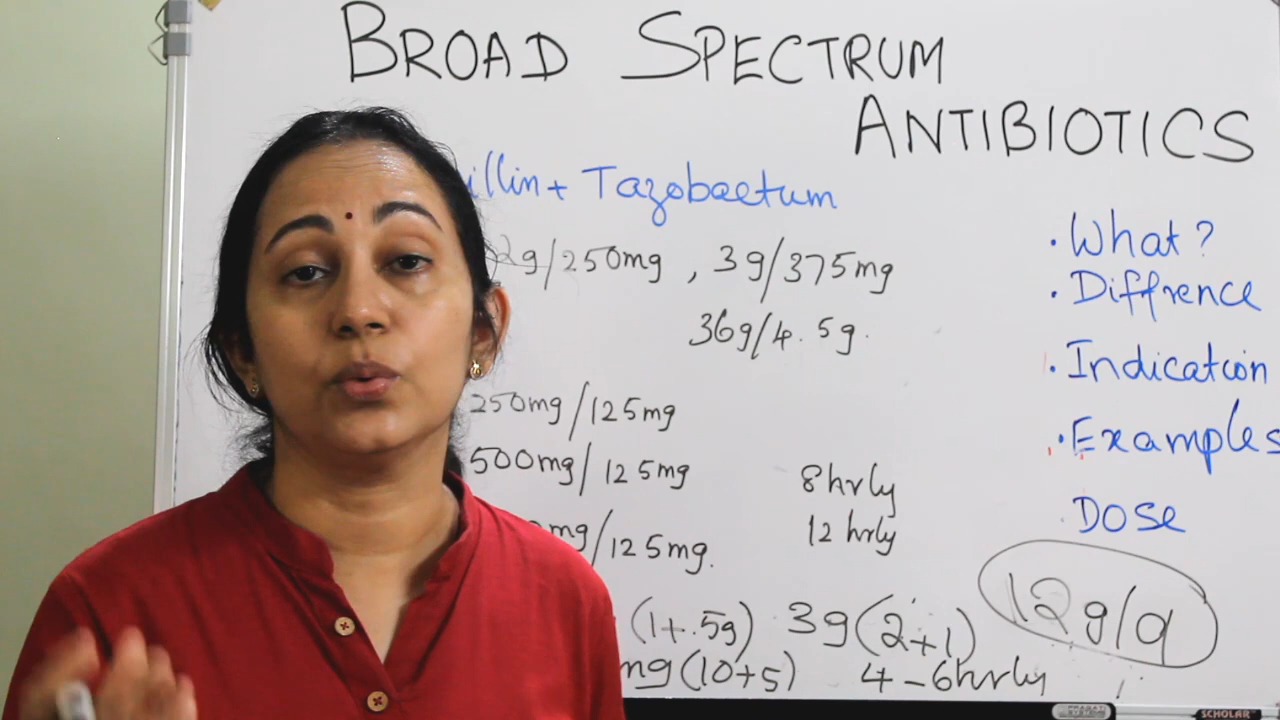 BROAD SPECTRUM
ANTIBIOTICS
illin + Tazobactum
2g/250mg , 3g/375mg
36g/4.5g.
250mg/125mg
500mg/125mg
mg/125mg.
8hrly
12 hrly
(1+.5g) 3g(2+1)
mg(10+5) 4-6hrly
• What?
• Diffrence
• Indication
• Examples
DOSe
12g/q
SCHOLAR